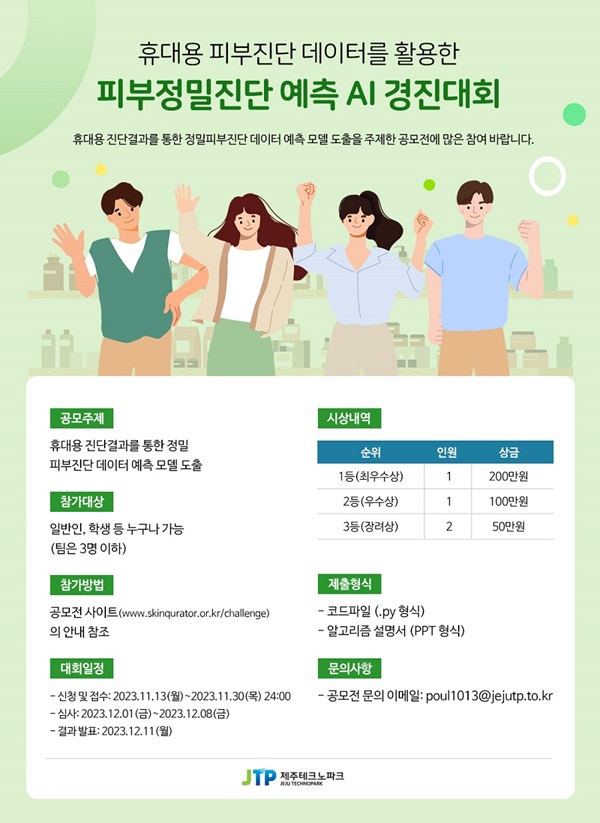 휴대용 피부진단 데이터를 활용한
피부정밀진단 예측 AI 경진대회
휴대용 진단결과를 통한 정밀피부진단 데이터 예측 모델 도출을 주제한 공모전에 많은 참여 바랍니다.
공모주제
휴대용 진단결과를 통한 정밀
피부진단 데이터 예측 모델 도출
참가대상
일반인, 학생 등 누구나 가능
(팀은 3명 이하)
참가방법
공모전 사이트(www.skinqurator.or.kr/challenge)
의 안내 참조
대회일정
- 신청 및 접수: 2023.11.13(월)~2023.11.30(목) 24:00
- 심사: 2023.12.01(금)~2023.12.08(금)
- 결과 발표: 2023.12.11(월)
시상내역
순위 인원 상금
1등(최우수상) 1 200만원
2등(우수상) 1 100만원
3등(장려상) 2 50만원
제출형식
- 코드파일 (.py 형식)
- 알고리즘 설명서 (PPT 형식)
문의사항
- 공모전 문의 이메일: poul1013@jejutp.to.kr
JTP 제주테크노파크
JEJU TECHNOPARK